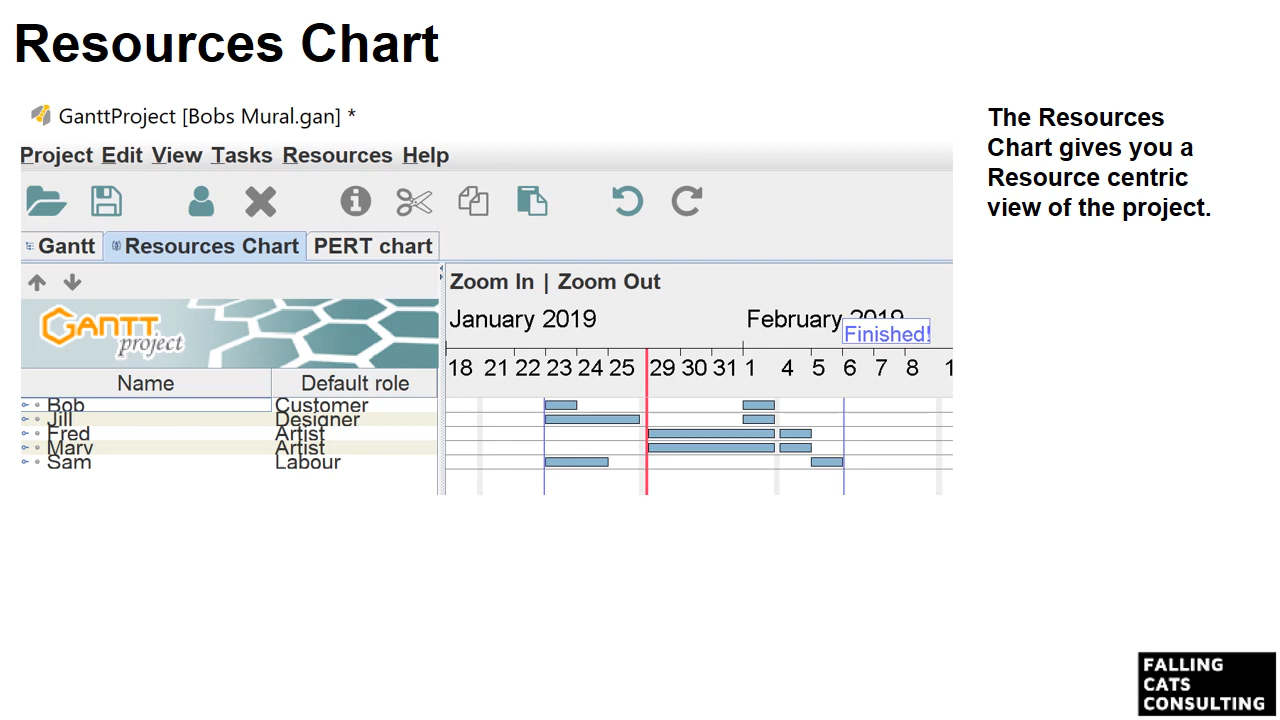 Resources Chart
GanttProject [Bobs Mural.gan] *
The Resources
Chart gives you a
Resource centric
view of the project.
Project Edit View Tasks Resources Help
Gantt Resources Chart PERT chart
Zoom In | Zoom Out
GANTT
project
January 2019 February 2019
Finished!
18 21 22 23 24 25 29 30 31 1 4 5 6 7 8 1
Name Default role
Bob Customer
Jill Designer
Fred Artist
Marv Artist
Sam Labour
FALLING
CATS
CONSULTING